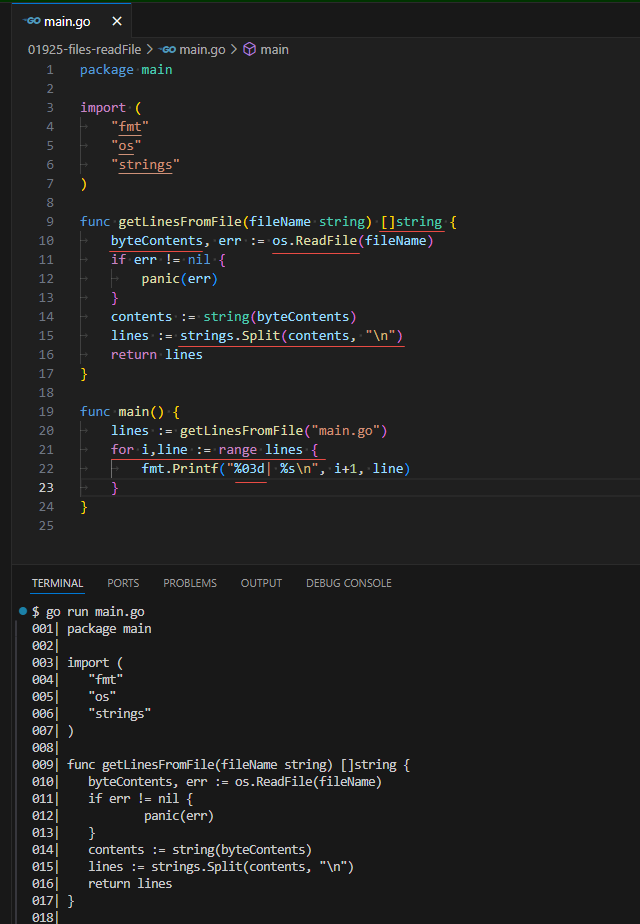 main.go ×
01925-files-readFile > main.go > main
1 package main
2
3 import (
4     "fmt"
5     "os"
6     "strings"
7 )
8
9 func getLinesFromFile(fileName string) []string {
10     byteContents, err := os.ReadFile(fileName)
11     if err != nil {
12         panic(err)
13     }
14     contents := string(byteContents)
15     lines := strings.Split(contents, "\n")
16     return lines
17 }
18
19 func main() {
20     lines := getLinesFromFile("main.go")
21     for i,line := range lines {
22         fmt.Printf("%03d| %s\n", i+1, line)
23     }
24 }
25
TERMINAL PORTS PROBLEMS OUTPUT DEBUG CONSOLE
$ go run main.go
001| package main
002|
003| import (
004|    "fmt"
005|    "os"
006|    "strings"
007| )
008|
009| func getLinesFromFile(fileName string) []string {
010|    byteContents, err := os.ReadFile(fileName)
011|    if err != nil {
012|            panic(err)
013|    }
014|    contents := string(byteContents)
015|    lines := strings.Split(contents, "\n")
016|    return lines
017| }
018|